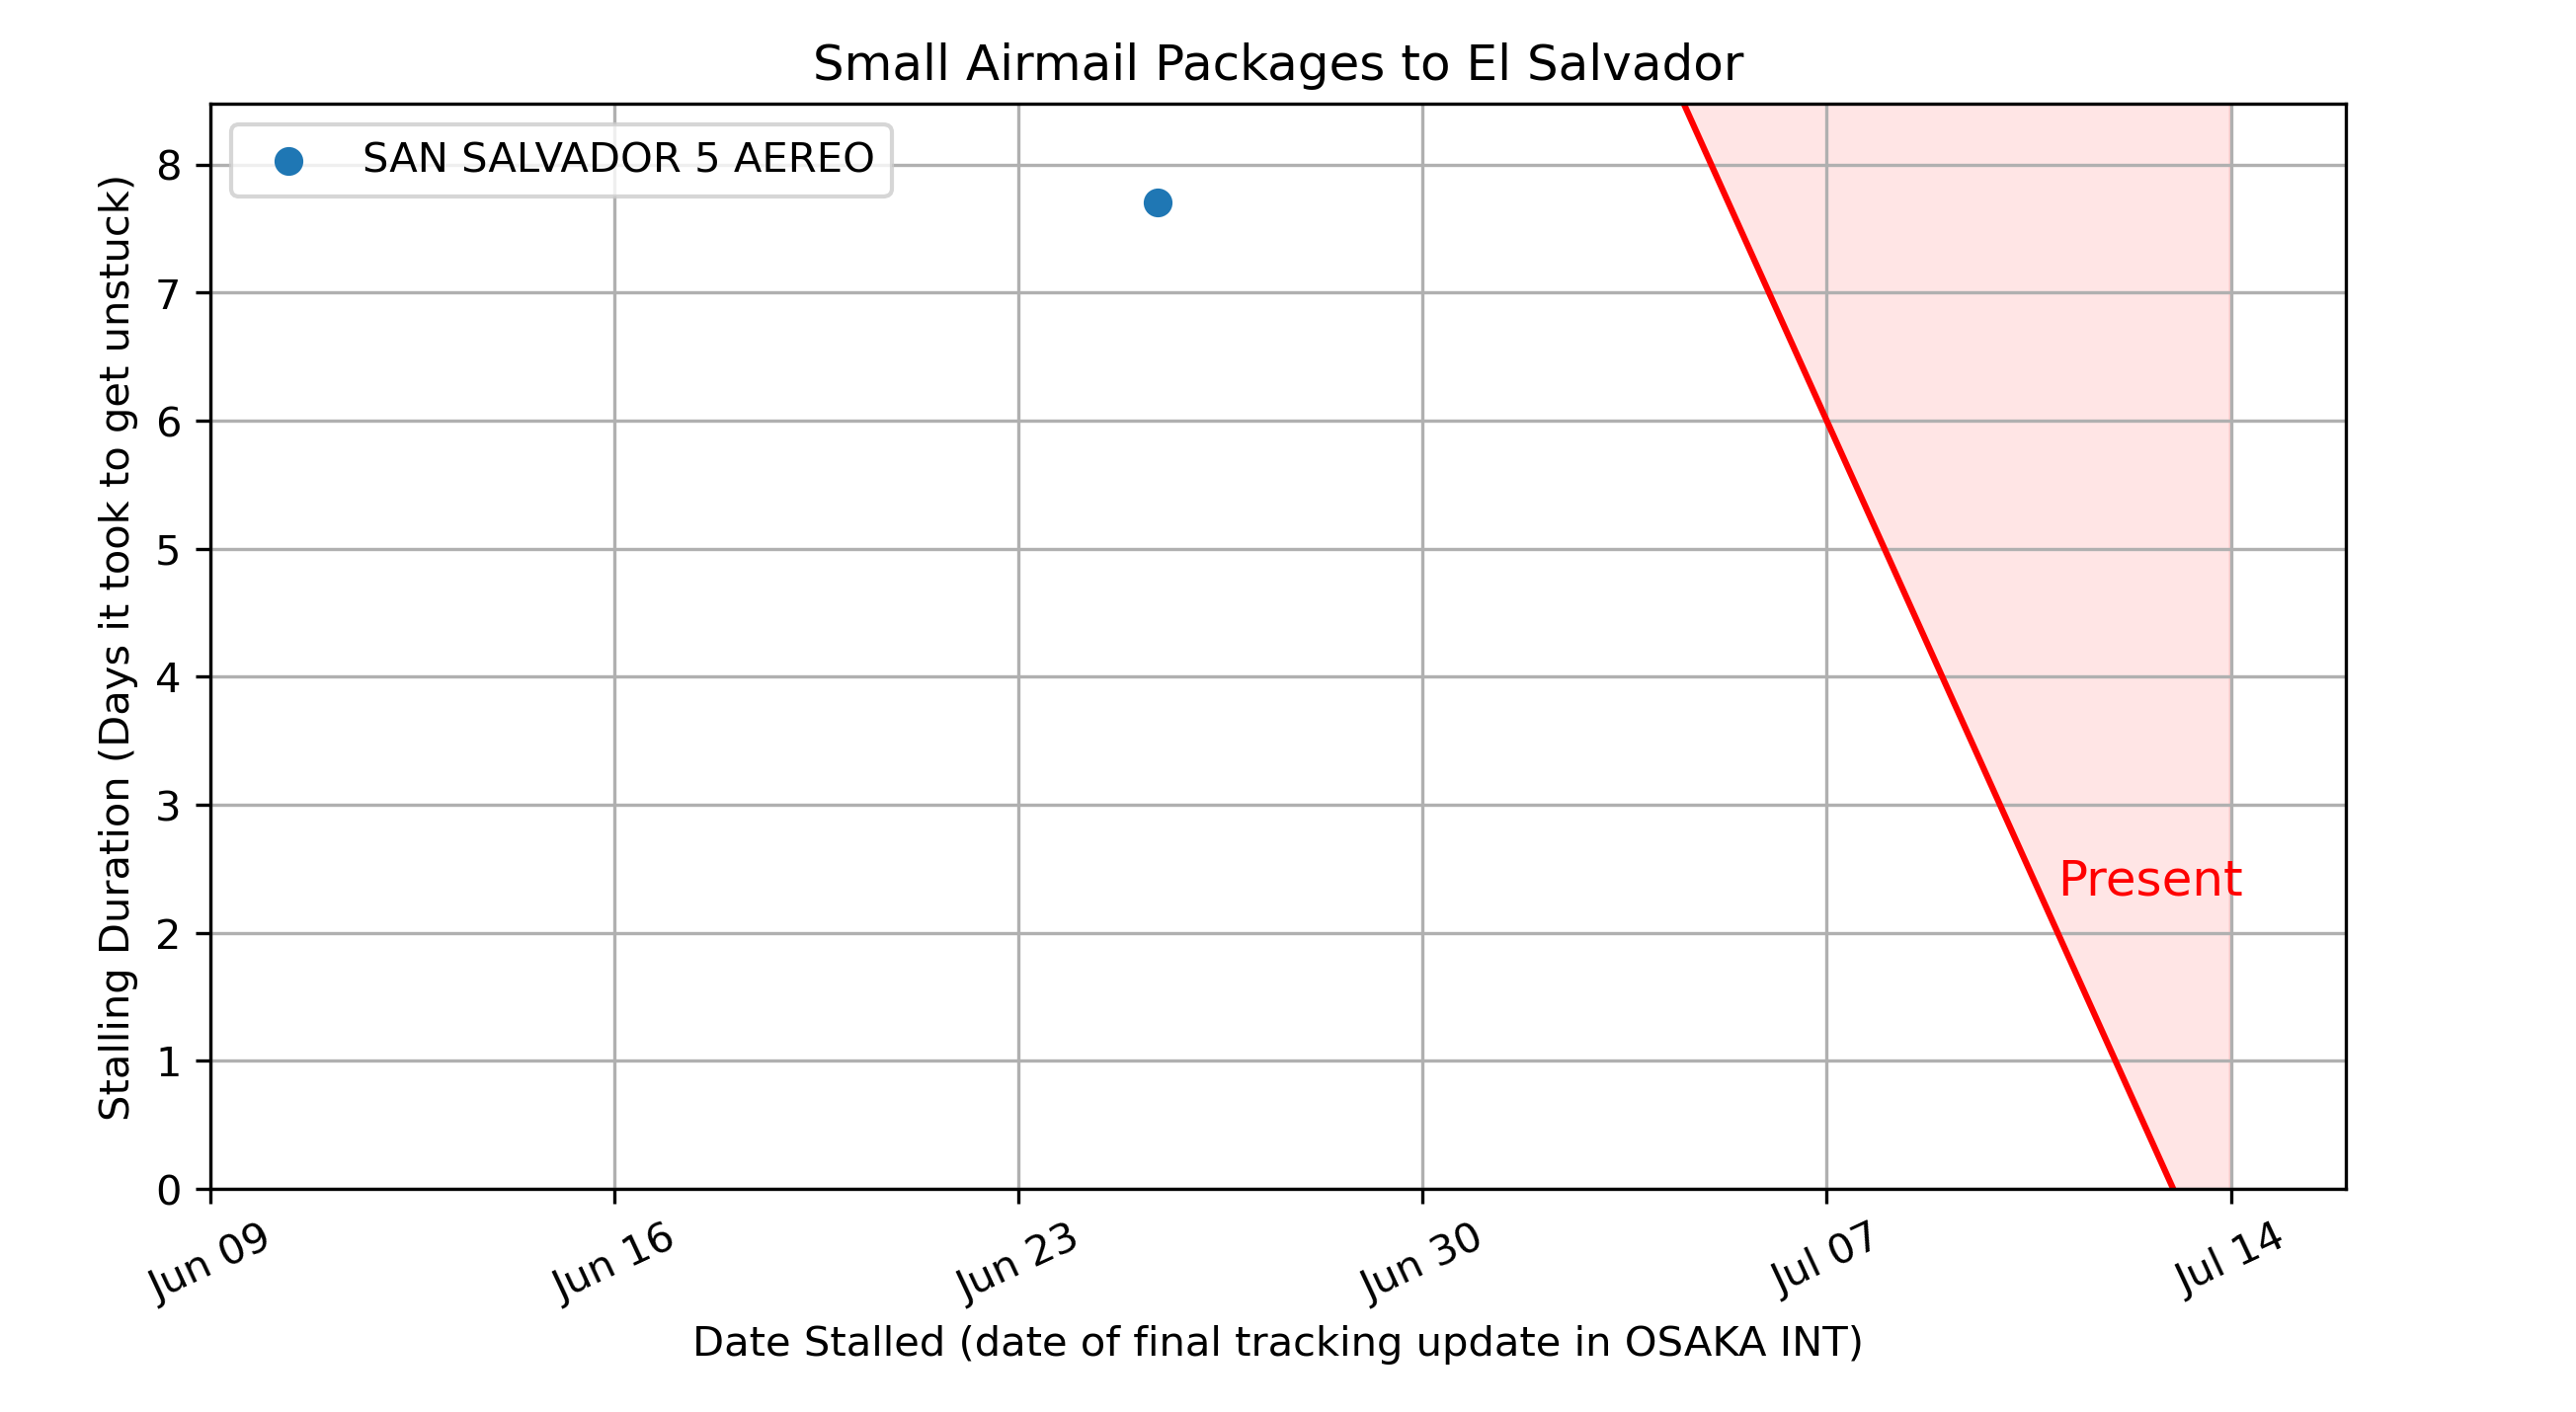 Small Airmail Packages to El Salvador
SAN SALVADOR 5 AEREO
Stalling Duration (Days it took to get unstuck)
8
7
6
5
4
3
2
1
0
Present
Jun 09
Jun 16
Jun 23
Jun 30
Jul 07
Jul 14
Date Stalled (date of final tracking update in OSAKA INT)